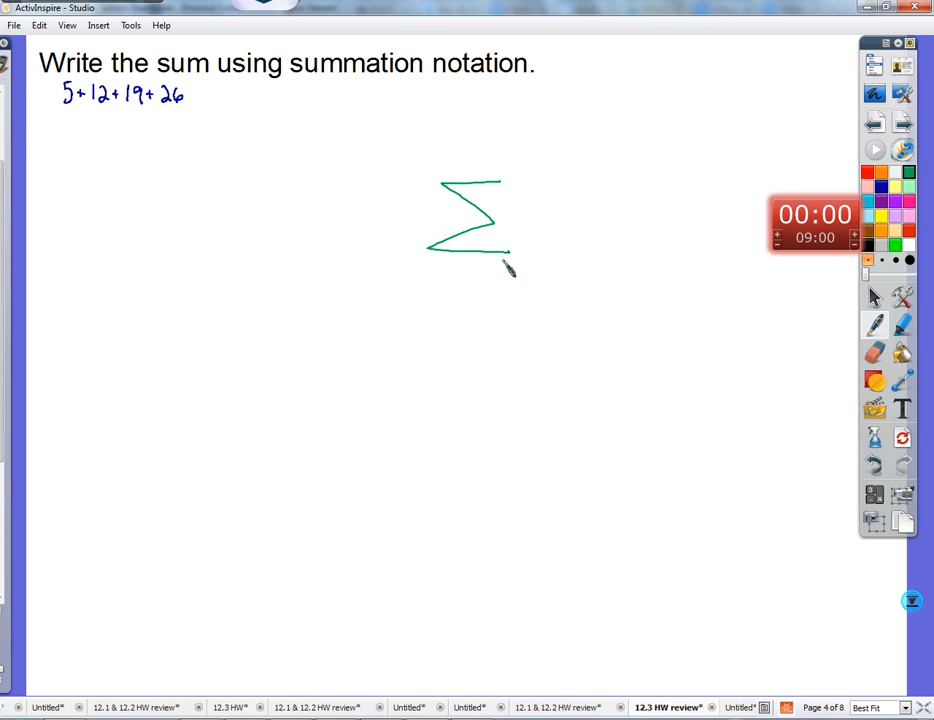 ActivInspire - Studio
File Edit View Insert Tools Help
Write the sum using summation notation.
5+12+19+26
Σ
00:00
09:00
T
Untitled* 12.1 & 12.2 HW review* 12.3 HW* 12.1 & 12.2 HW review* Untitled* Untitled* 12.1 & 12.2 HW review* 12.3 HW review* Untitled* Page 4 of 8 Best Fit